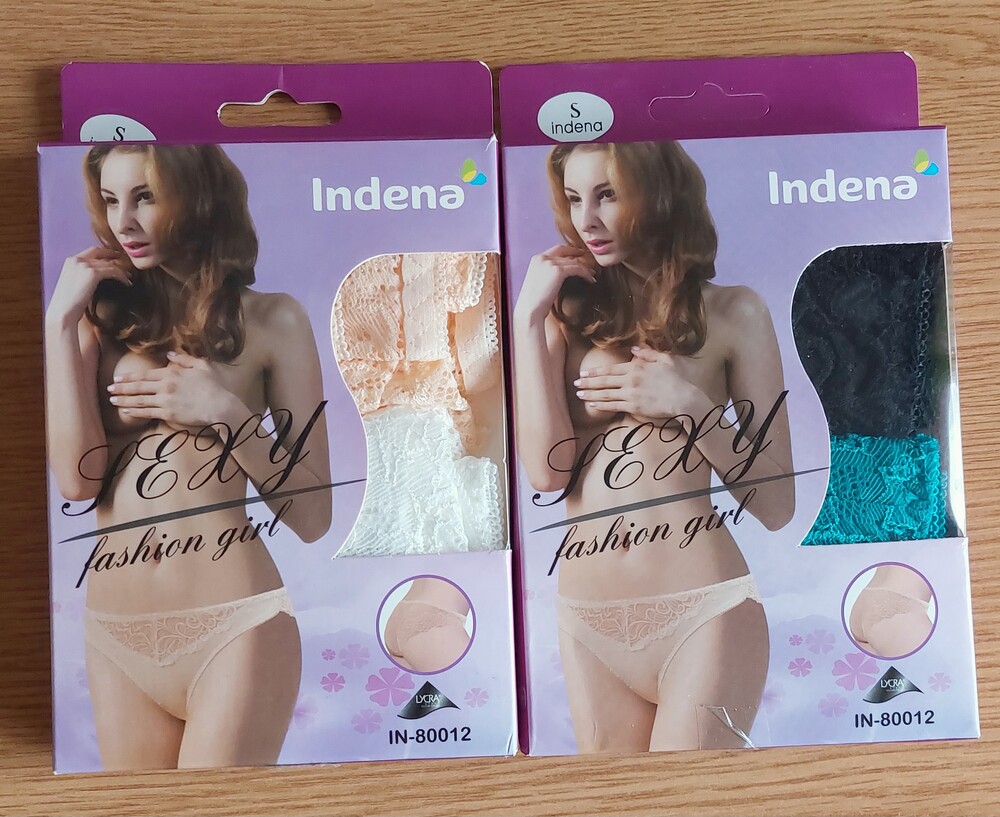 S
Indena
SEXY
fashion girl
LYCRA
IN-80012
S
indena
Indena
SEXY
fashion girl
LYCRA
IN-80012